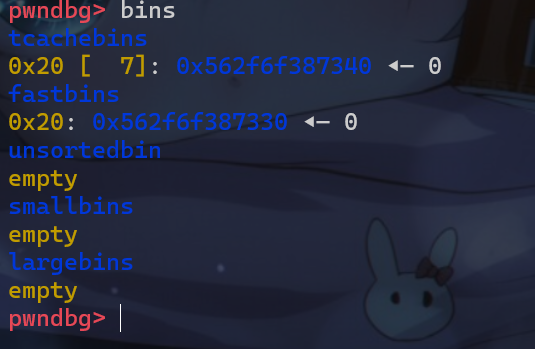 pwndbg> bins
tcachebins
0x20 [  7]: 0x562f6f387340 ◂— 0
fastbins
0x20: 0x562f6f387330 ◂— 0
unsortedbin
empty
smallbins
empty
largebins
empty
pwndbg>